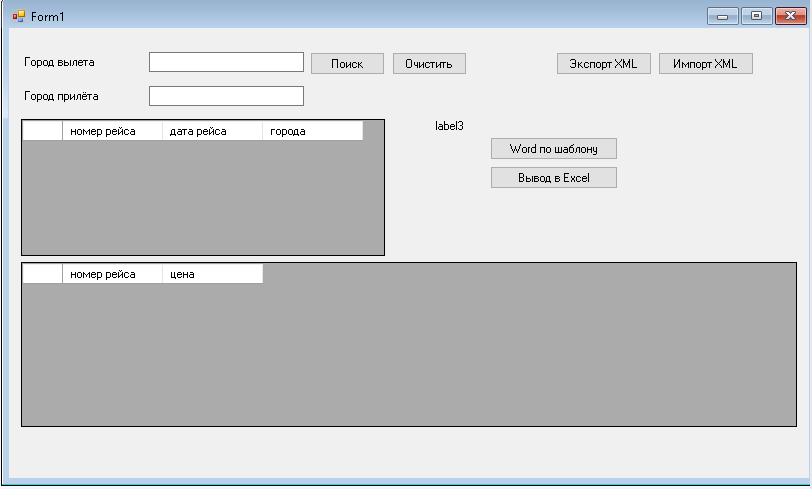 Form1
Город вылета
Поиск
Очистить
Экспорт XML
Импорт XML
Город прилёта
номер рейса дата рейса города
label3
Word по шаблону
Вывод в Excel
номер рейса цена